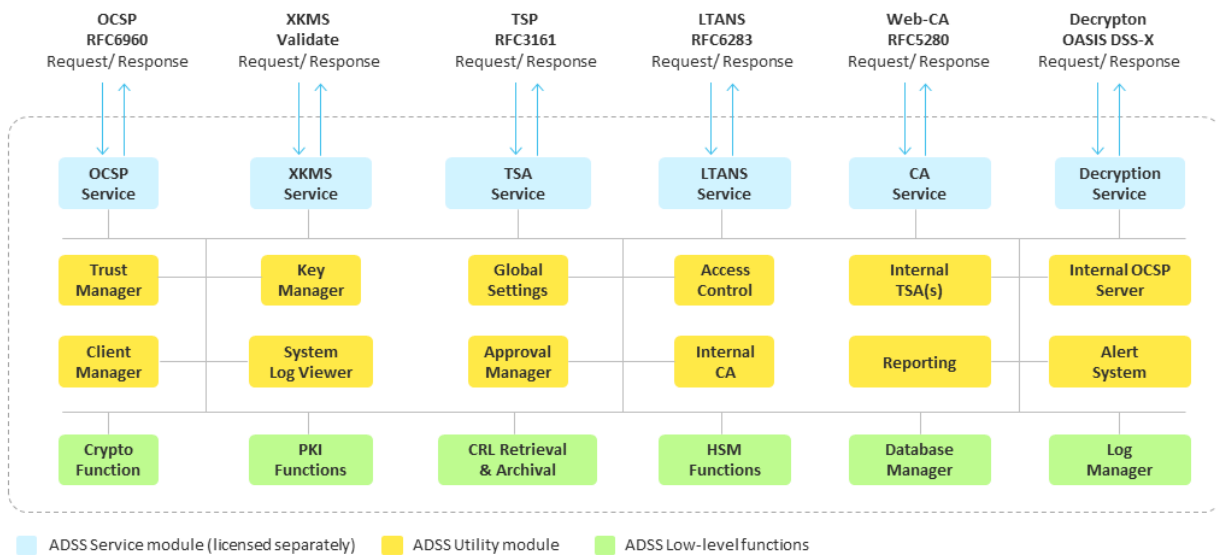 OCSP
RFC6960
Request/ Response
XKMS
Validate
Request/ Response
TSP
RFC3161
Request/ Response
LTANS
RFC6283
Request/ Response
Web-CA
RFC5280
Request/ Response
Decrypton
OASIS DSS-X
Request/ Response
OCSP
Service
XKMS
Service
TSA
Service
LTANS
Service
CA
Service
Decryption
Service
Trust
Manager
Key
Manager
Global
Settings
Access
Control
Internal
TSA(s)
Internal OCSP
Server
Client
Manager
System
Log Viewer
Approval
Manager
Internal
CA
Reporting
Alert
System
Crypto
Function
PKI
Functions
CRL Retrieval
& Archival
HSM
Functions
Database
Manager
Log
Manager
ADSS Service module (licensed separately)
ADSS Utility module
ADSS Low-level functions